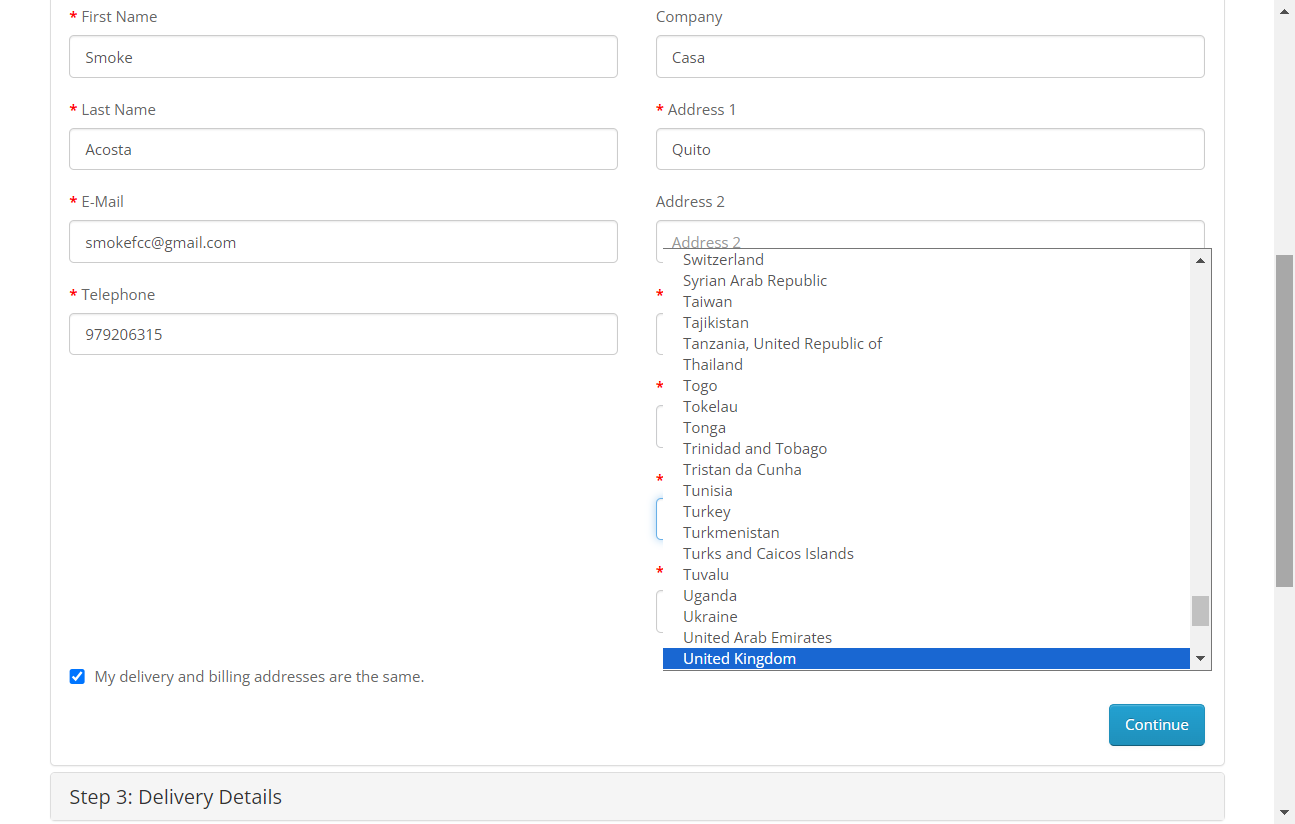 * First Name
Smoke
* Last Name
Acosta
* E-Mail
smokefcc@gmail.com
* Telephone
979206315
Company
Casa
* Address 1
Quito
Address 2
Address 2
*
*
*
*
Switzerland
Syrian Arab Republic
Taiwan
Tajikistan
Tanzania, United Republic of
Thailand
Togo
Tokelau
Tonga
Trinidad and Tobago
Tristan da Cunha
Tunisia
Turkey
Turkmenistan
Turks and Caicos Islands
Tuvalu
Uganda
Ukraine
United Arab Emirates
United Kingdom
My delivery and billing addresses are the same.
Continue
Step 3: Delivery Details